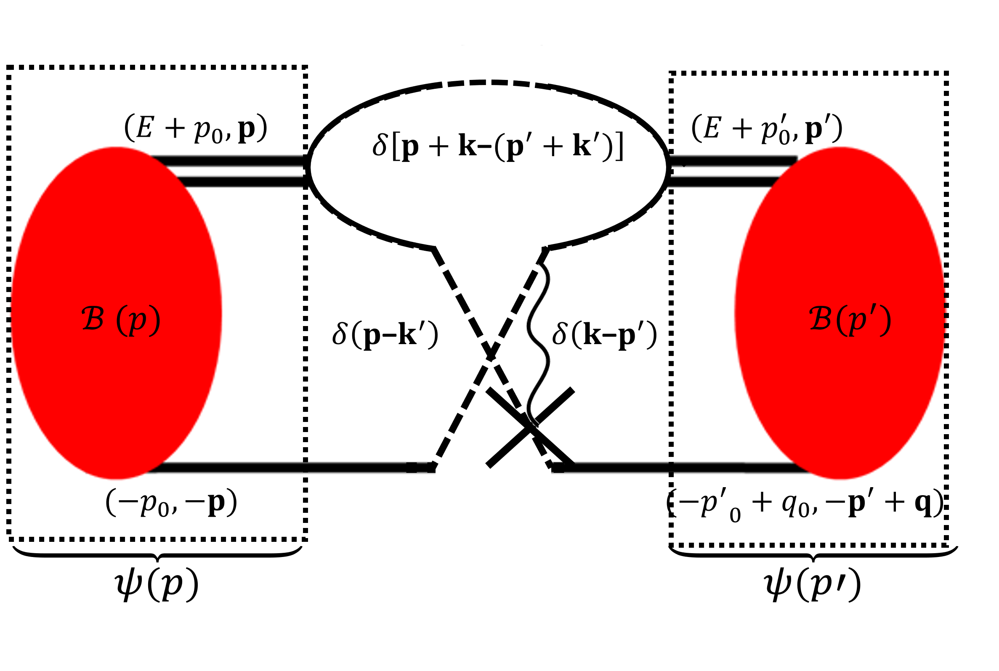 (E + p₀, 𝐩)
δ[𝐩 + 𝐤–(𝐩′ + 𝐤′)]
(E + p′₀, 𝐩′)
ℬ (p)
δ(𝐩–𝐤′)
δ(𝐤–𝐩′)
ℬ(p′)
(−p₀, −𝐩)
(−p′₀ + q₀, −𝐩′ + 𝐪)
ψ(p)
ψ(p′)